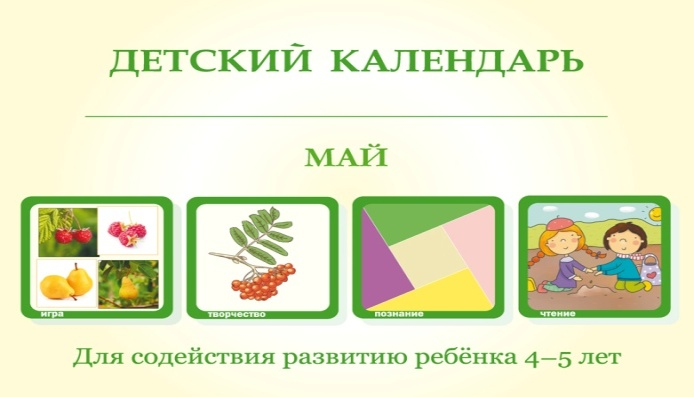 ДЕТСКИЙ КАЛЕНДАРЬ
МАЙ
игра
творчество
познание
чтение
Для содействия развитию ребёнка 4–5 лет